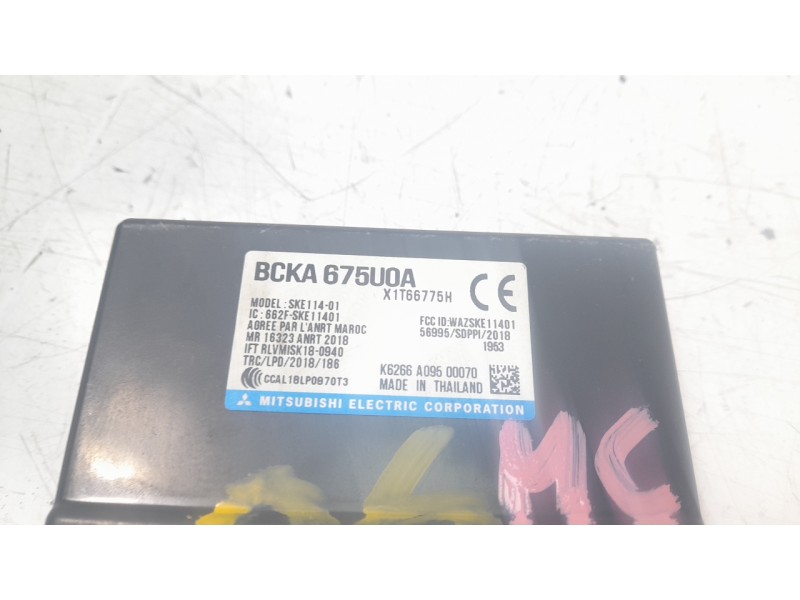 BCKA 675U0A
X1T66775H
CE
MODEL : SKE114-01
IC : 662F-SKE11401
AGREE PAR L'ANRT MAROC
MR 16323 ANRT 2018
IFT RLVMISK18-0940
TRC/LPD/2018/186
CCAL18LP0870T3
FCC ID:WAZSKE11401
56995/SDPPI/2018
1953
K6266 A095 00070
MADE IN THAILAND
MITSUBISHI ELECTRIC CORPORATION
MC